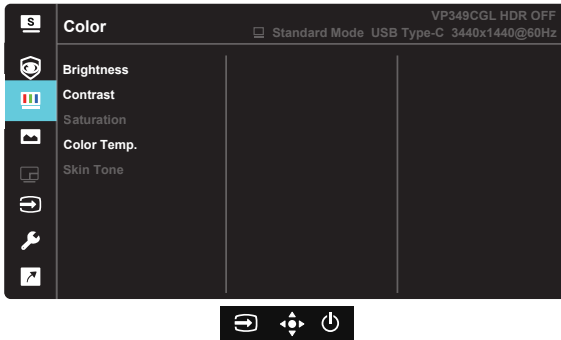 S
Color
VP349CGL HDR OFF
Standard Mode USB Type-C 3440x1440@60Hz
Brightness
Contrast
Saturation
Color Temp.
Skin Tone